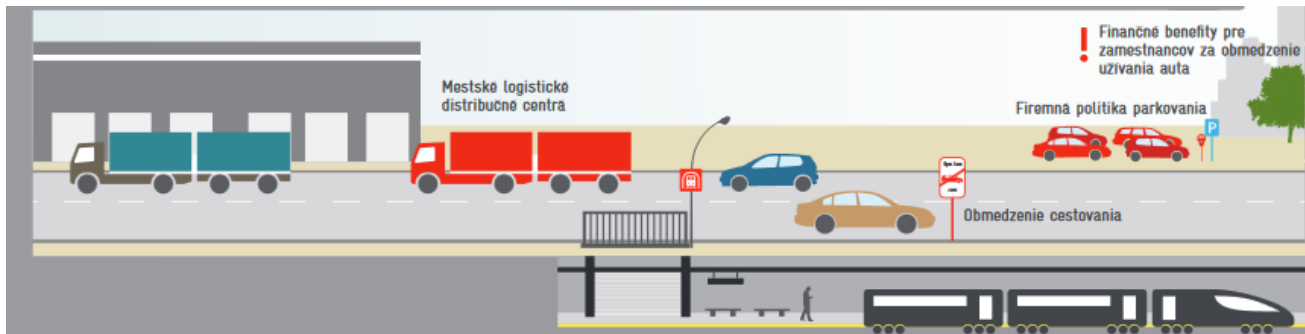 Finančné benefity pre
zamestnancov za obmedzenie
užívania auta
Mestské logistické
distribučné centrá
Firemná politika parkovania
P
Obmedzenie cestovania